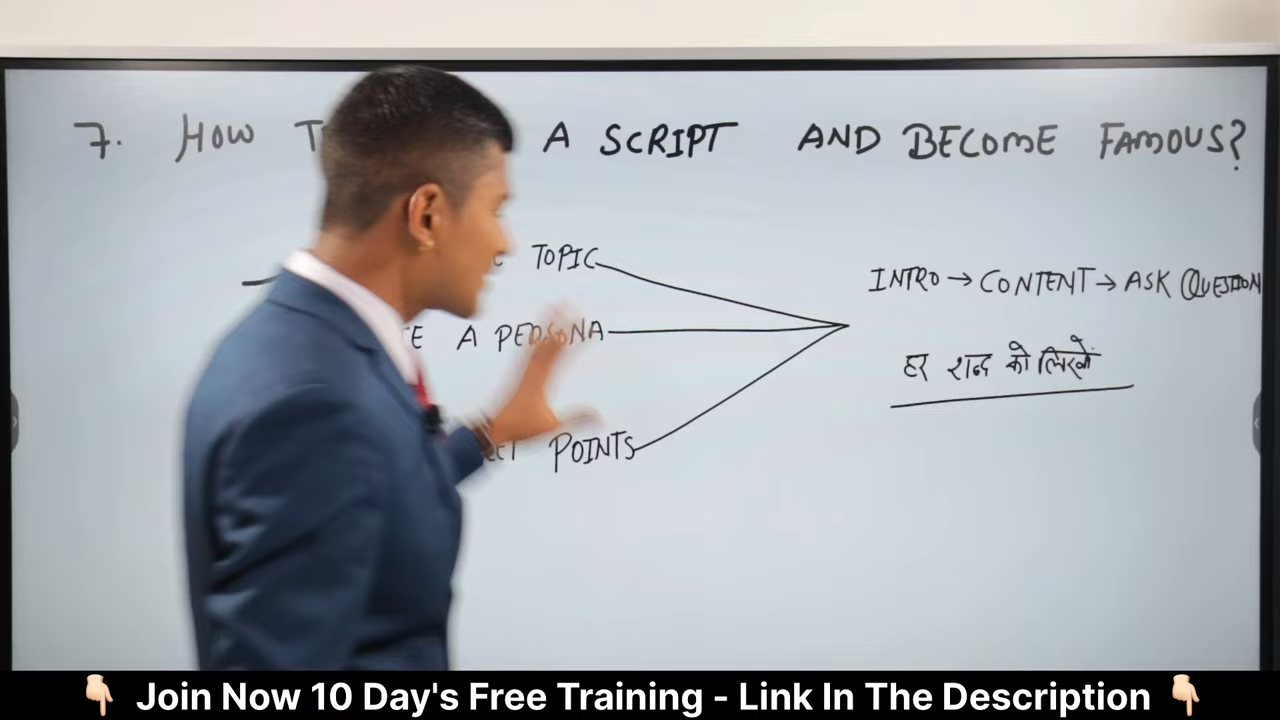 7. HOW A SCRIPT AND BECOME FAMOUS?
TOPIC
A PERSONA
POINTS
INTRO → CONTENT → ASK QUESTION
हर शब्द को लिखें
👇🏻 Join Now 10 Day's Free Training - Link In The Description 👇🏻